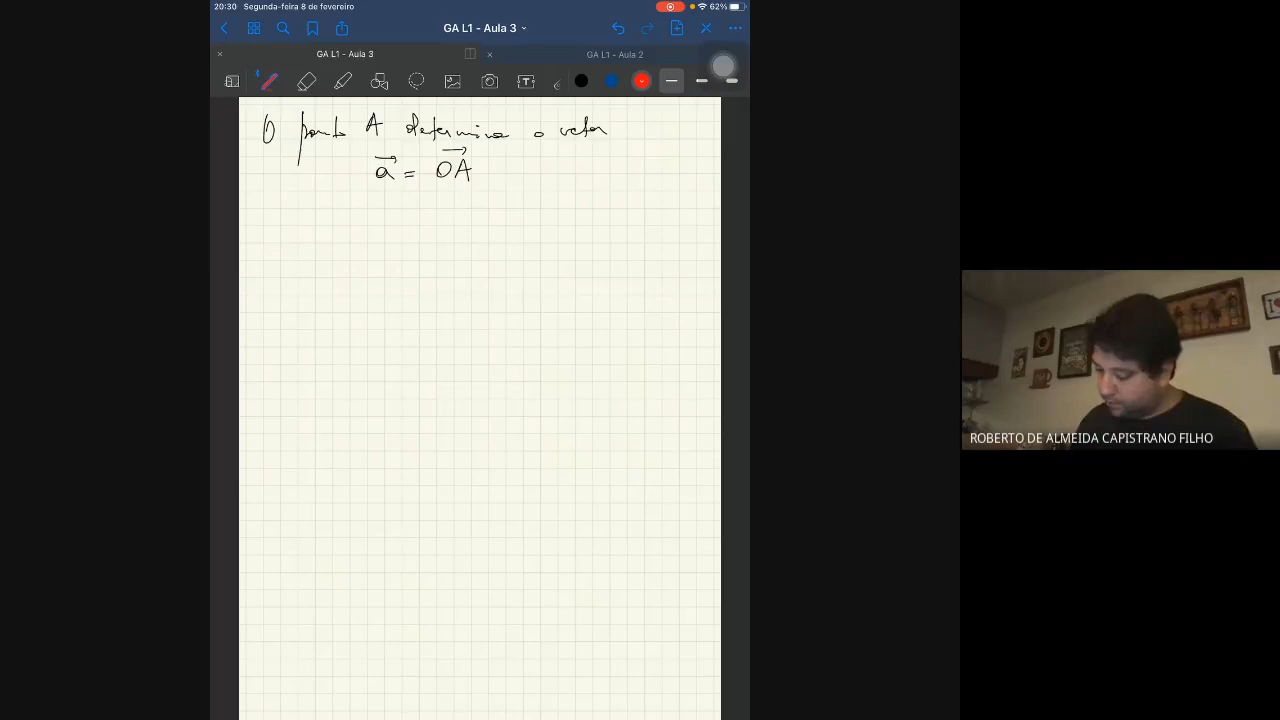 20:30 Segunda-feira 8 de fevereiro
62%
GA L1 - Aula 3
GA L1 - Aula 3
GA L1 - Aula 2
T
O ponto A determina o vetor
a⃗ = OA⃗
ROBERTO DE ALMEIDA CAPISTRANO FILHO